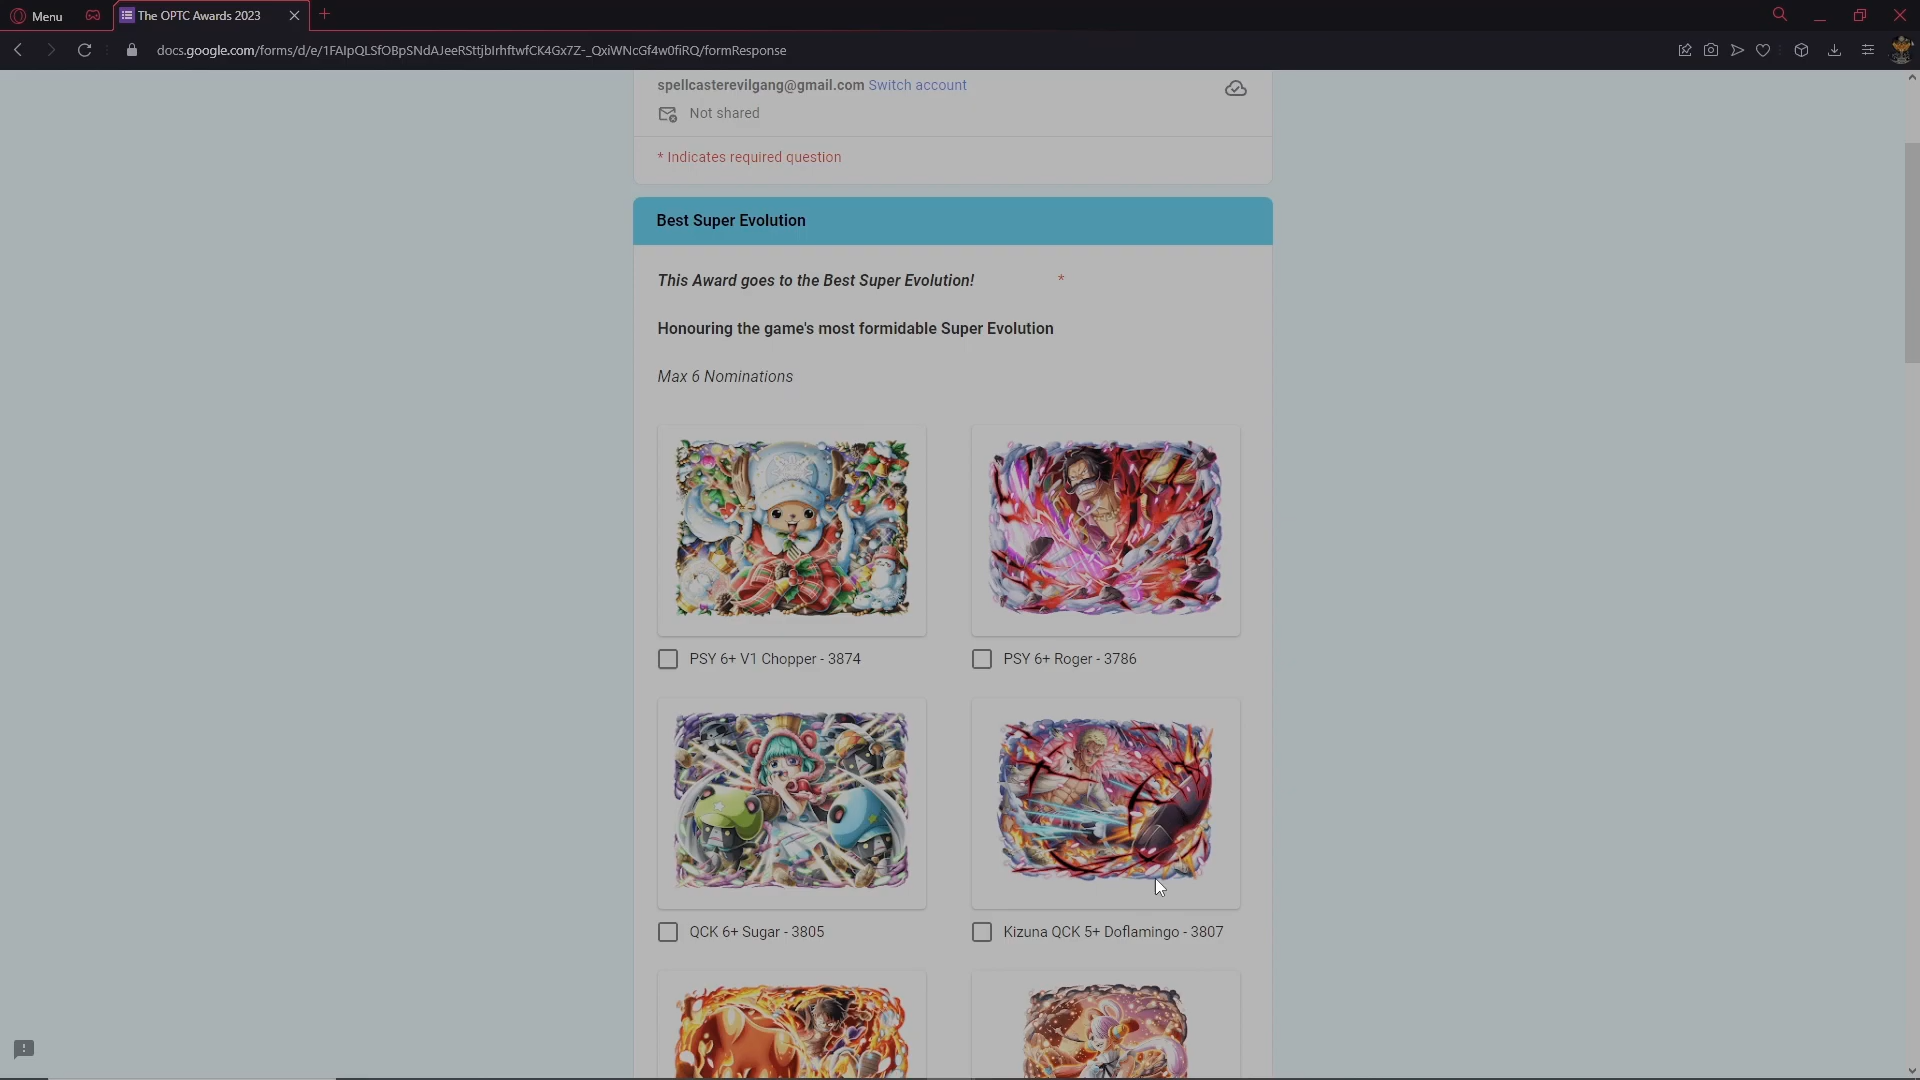 Menu
The OPTC Awards 2023
docs.google.com/forms/d/e/1FAIpQLSfOBpSNdAJeeRSttjbIrhftwfCK4Gx7Z-_QxiWNcGf4w0fiRQ/formResponse
spellcasterevilgang@gmail.com Switch account
Not shared
* Indicates required question
Best Super Evolution
This Award goes to the Best Super Evolution! *
Honouring the game's most formidable Super Evolution
Max 6 Nominations
PSY 6+ V1 Chopper - 3874
PSY 6+ Roger - 3786
QCK 6+ Sugar - 3805
Kizuna QCK 5+ Doflamingo - 3807